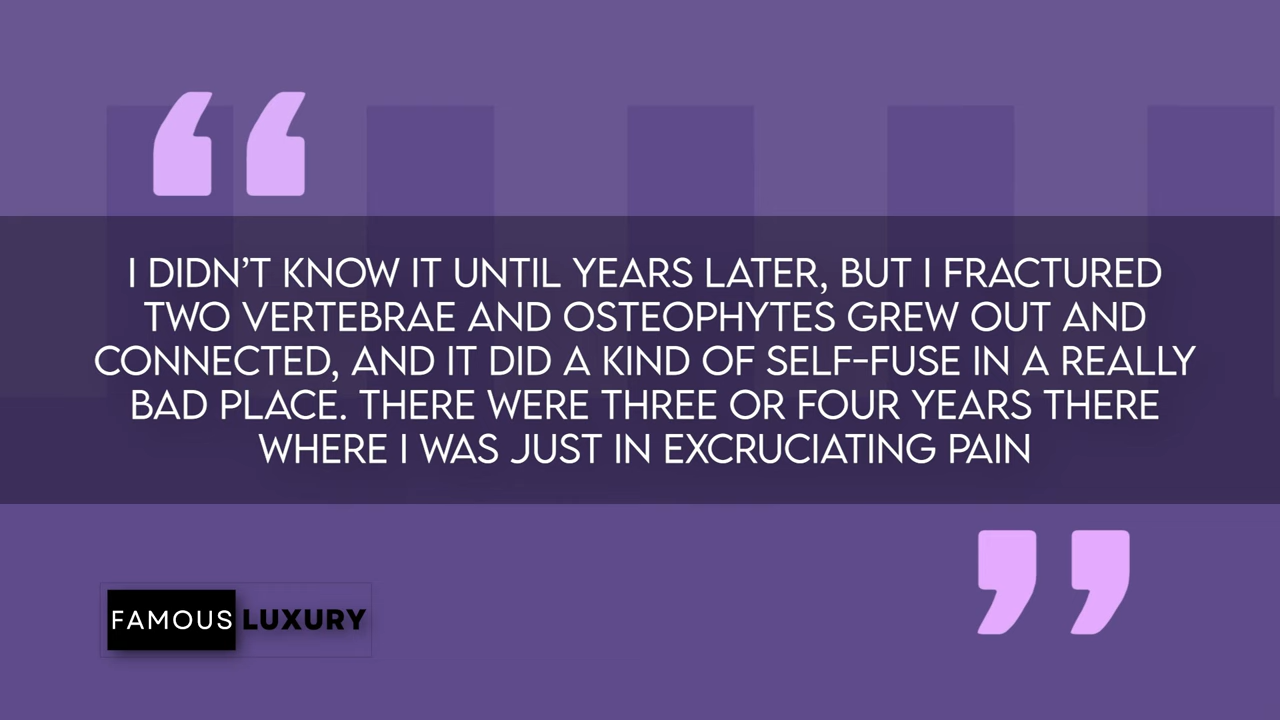 “
I DIDN’T KNOW IT UNTIL YEARS LATER, BUT I FRACTURED
TWO VERTEBRAE AND OSTEOPHYTES GREW OUT AND
CONNECTED, AND IT DID A KIND OF SELF-FUSE IN A REALLY
BAD PLACE. THERE WERE THREE OR FOUR YEARS THERE
WHERE I WAS JUST IN EXCRUCIATING PAIN
”
FAMOUS LUXURY